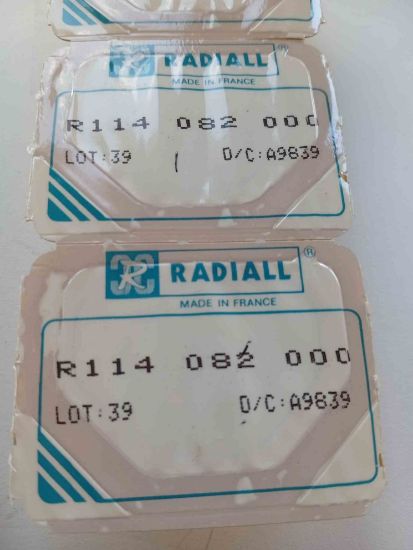 RADIALL®
MADE IN FRANCE
R114 082 000
LOT:39 D/C:A9839
R RADIALL®
MADE IN FRANCE
R114 082 000
LOT:39 D/C:A9839